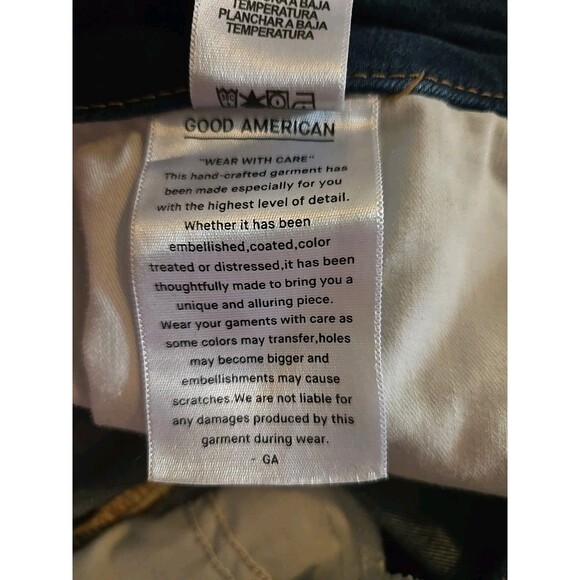 TEMPERATURA
PLANCHAR A BAJA
TEMPERATURA
GOOD AMERICAN
"WEAR WITH CARE"
This hand-crafted garment has
been made especially for you
with the highest level of detail.
Whether it has been
embellished,coated,color
treated or distressed,it has been
thoughtfully made to bring you a
unique and alluring piece.
Wear your gaments with care as
some colors may transfer,holes
may become bigger and
embellishments may cause
scratches.We are not liable for
any damages produced by this
garment during wear.
- GA